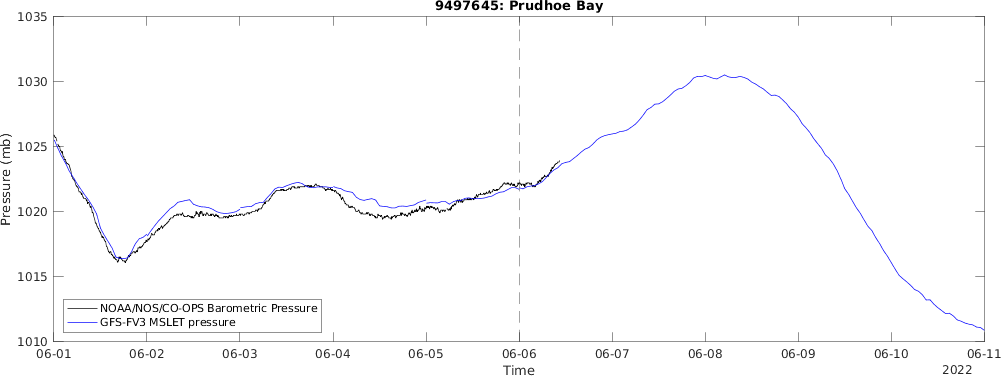 9497645: Prudhoe Bay
1035
1030
1025
1020
1015
1010
Pressure (mb)
NOAA/NOS/CO-OPS Barometric Pressure
GFS-FV3 MSLET pressure
06-01 06-02 06-03 06-04 06-05 06-06 06-07 06-08 06-09 06-10 06-11
Time
2022